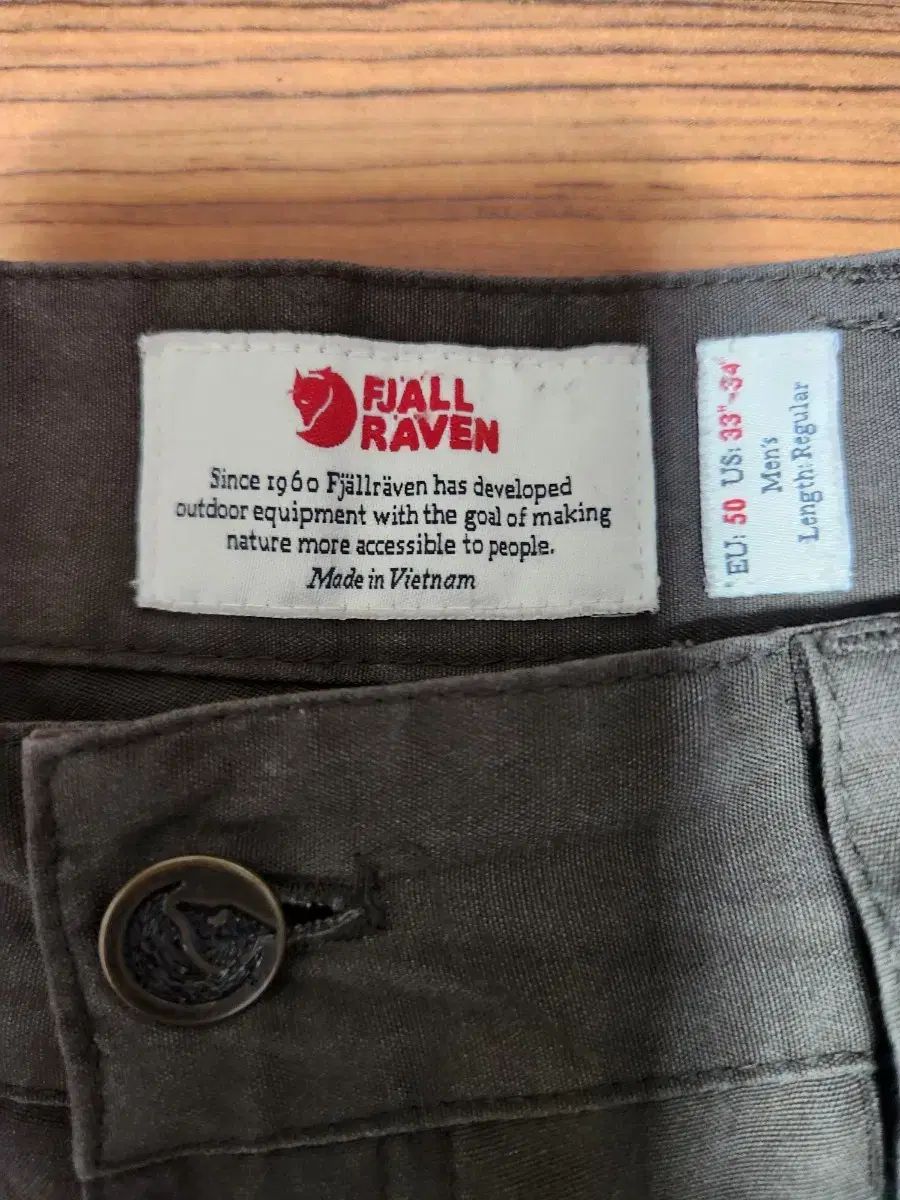 FJÄLL
RÄVEN
Since 1960 Fjällräven has developed
outdoor equipment with the goal of making
nature more accessible to people.
Made in Vietnam
EU: 50 US: 33"-34"
Men's
Length: Regular